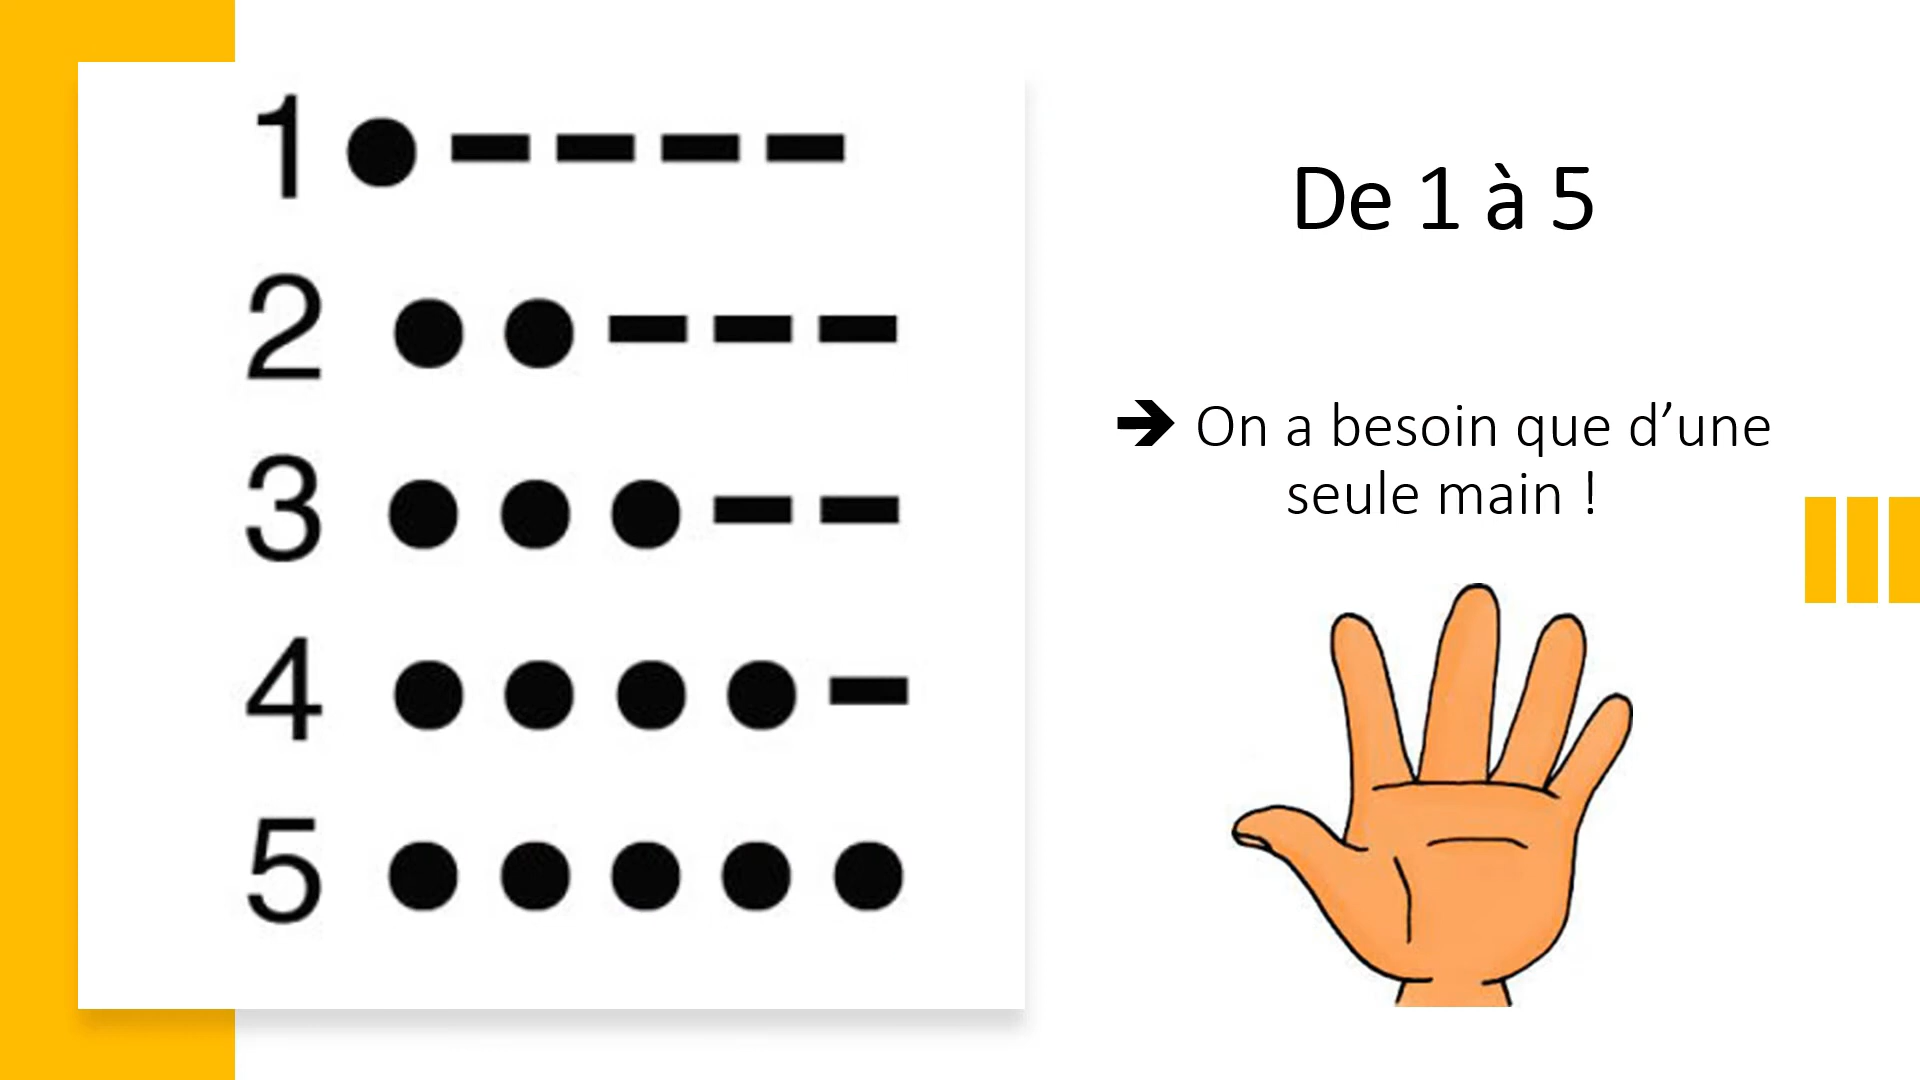 1 ● – – – –
2 ● ● – – –
3 ● ● ● – –
4 ● ● ● ● –
5 ● ● ● ● ●
De 1 à 5
➔ On a besoin que d’une
seule main !